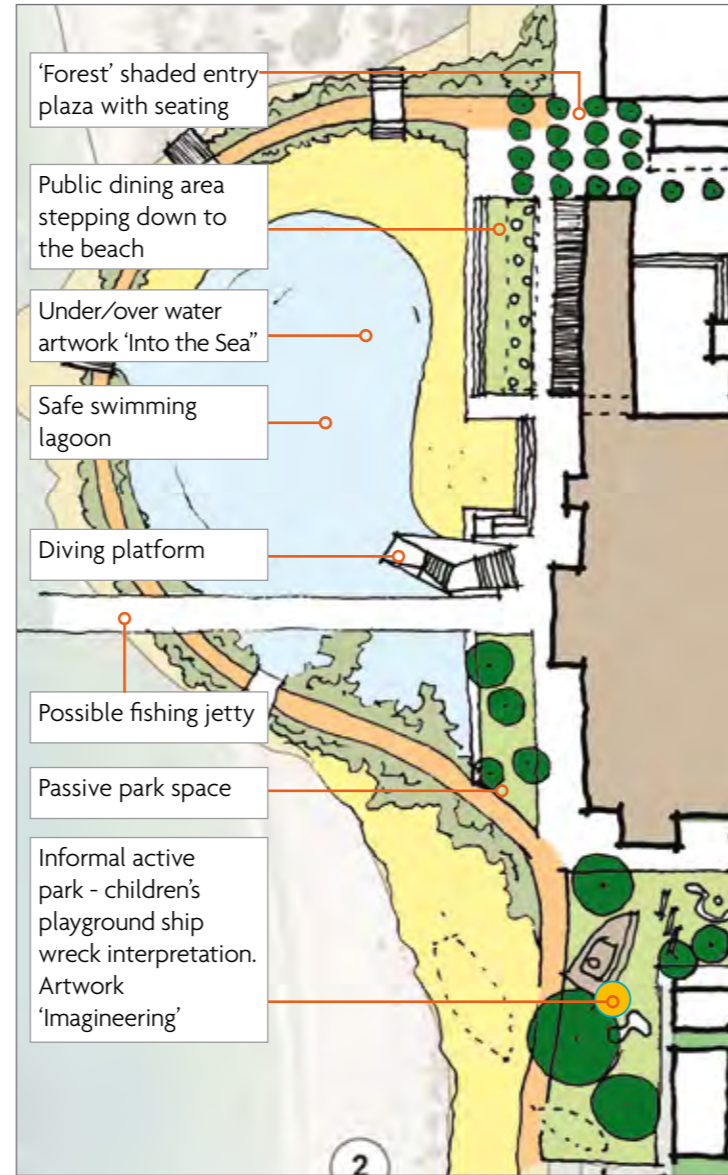 ‘Forest’ shaded entry
plaza with seating
Public dining area
stepping down to
the beach
Under/over water
artwork ‘Into the Sea”
Safe swimming
lagoon
Diving platform
Possible fishing jetty
Passive park space
Informal active
park - children’s
playground ship
wreck interpretation.
Artwork
‘Imagineering’
2